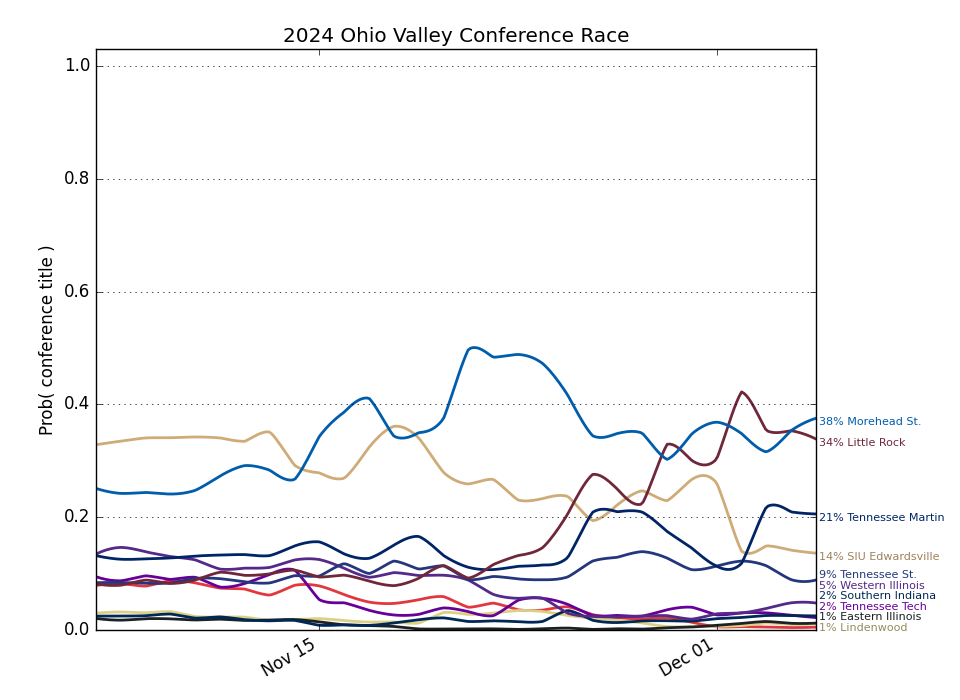 2024 Ohio Valley Conference Race
1.0
0.8
0.6
0.4
0.2
0.0
Prob( conference title )
Nov 15
Dec 01
38% Morehead St.
34% Little Rock
21% Tennessee Martin
14% SIU Edwardsville
9% Tennessee St.
5% Western Illinois
2% Southern Indiana
2% Tennessee Tech
1% Eastern Illinois
1% Lindenwood